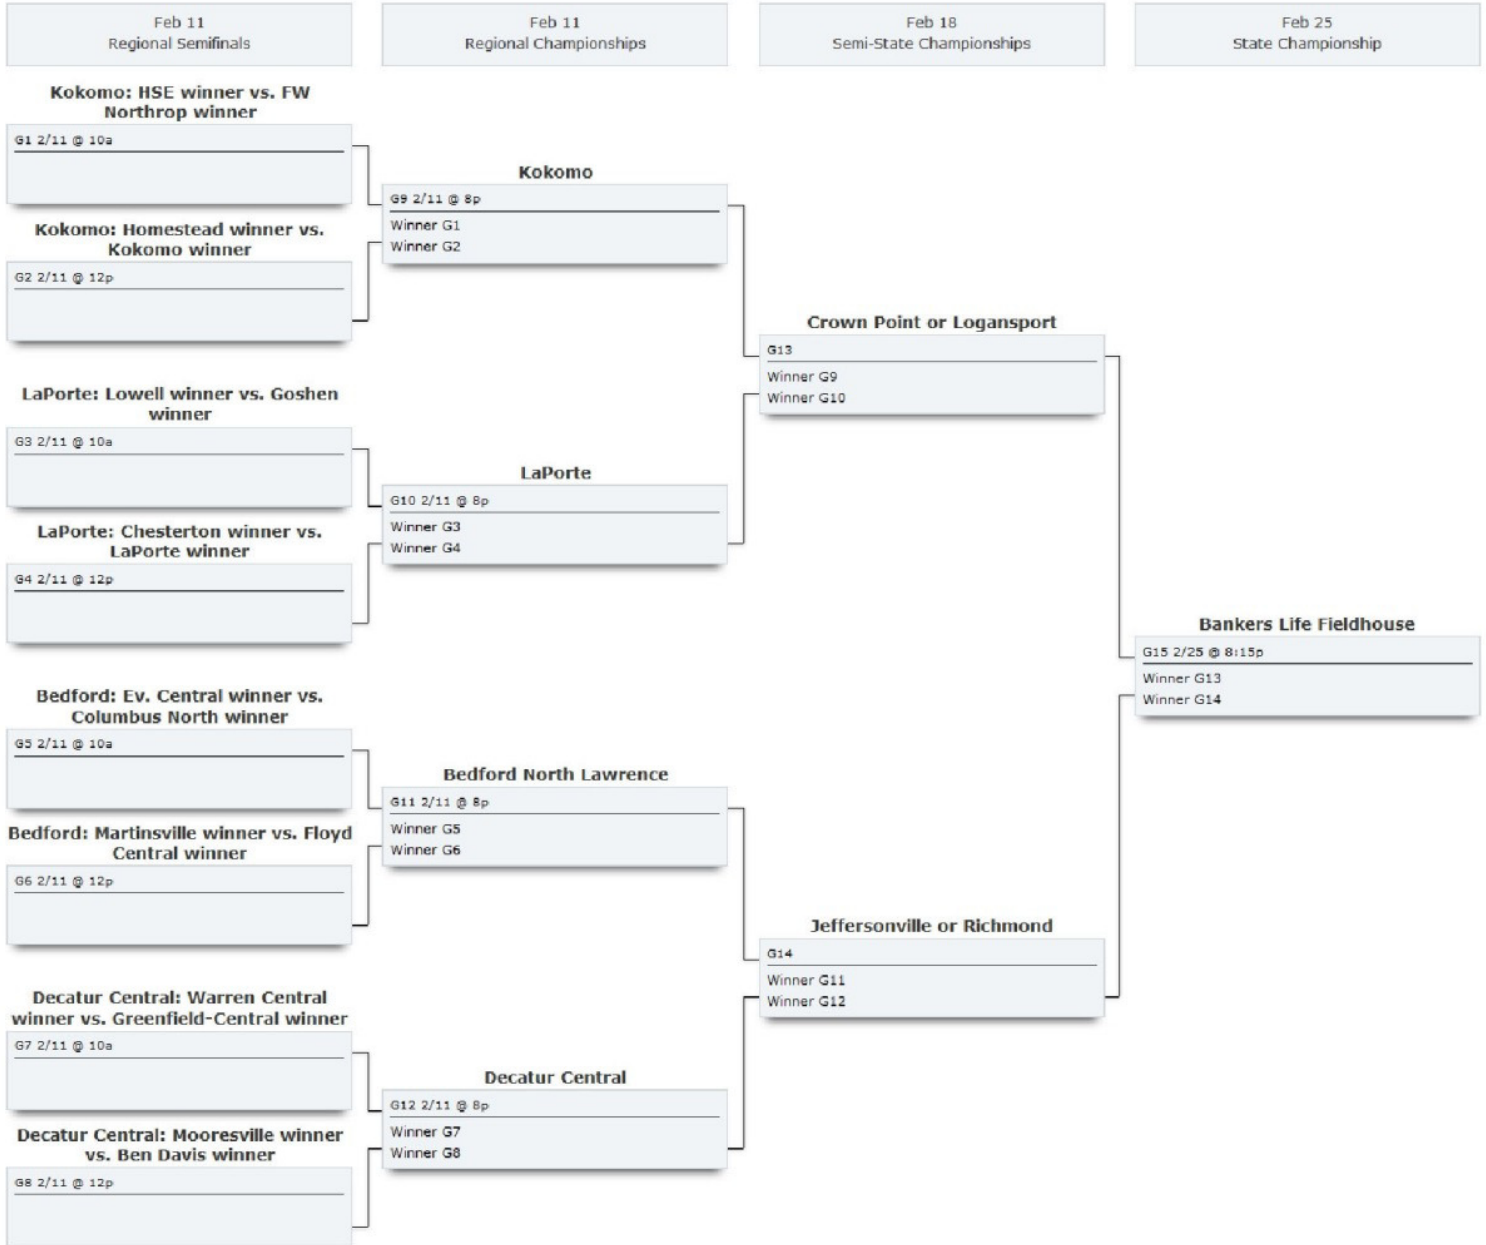 Feb 11
Regional Semifinals
Feb 11
Regional Championships
Feb 18
Semi-State Championships
Feb 25
State Championship
Kokomo: HSE winner vs. FW
Northrop winner
G1 2/11 @ 10a
Kokomo: Homestead winner vs.
Kokomo winner
G2 2/11 @ 12p
LaPorte: Lowell winner vs. Goshen
winner
G3 2/11 @ 10a
LaPorte: Chesterton winner vs.
LaPorte winner
G4 2/11 @ 12p
Bedford: Ev. Central winner vs.
Columbus North winner
G5 2/11 @ 10a
Bedford: Martinsville winner vs. Floyd
Central winner
G6 2/11 @ 12p
Decatur Central: Warren Central
winner vs. Greenfield-Central winner
G7 2/11 @ 10a
Decatur Central: Mooresville winner
vs. Ben Davis winner
G8 2/11 @ 12p
Kokomo
G9 2/11 @ 8p
Winner G1
Winner G2
LaPorte
G10 2/11 @ 8p
Winner G3
Winner G4
Bedford North Lawrence
G11 2/11 @ 8p
Winner G5
Winner G6
Decatur Central
G12 2/11 @ 8p
Winner G7
Winner G8
Crown Point or Logansport
G13
Winner G9
Winner G10
Jeffersonville or Richmond
G14
Winner G11
Winner G12
Bankers Life Fieldhouse
G15 2/25 @ 8:15p
Winner G13
Winner G14